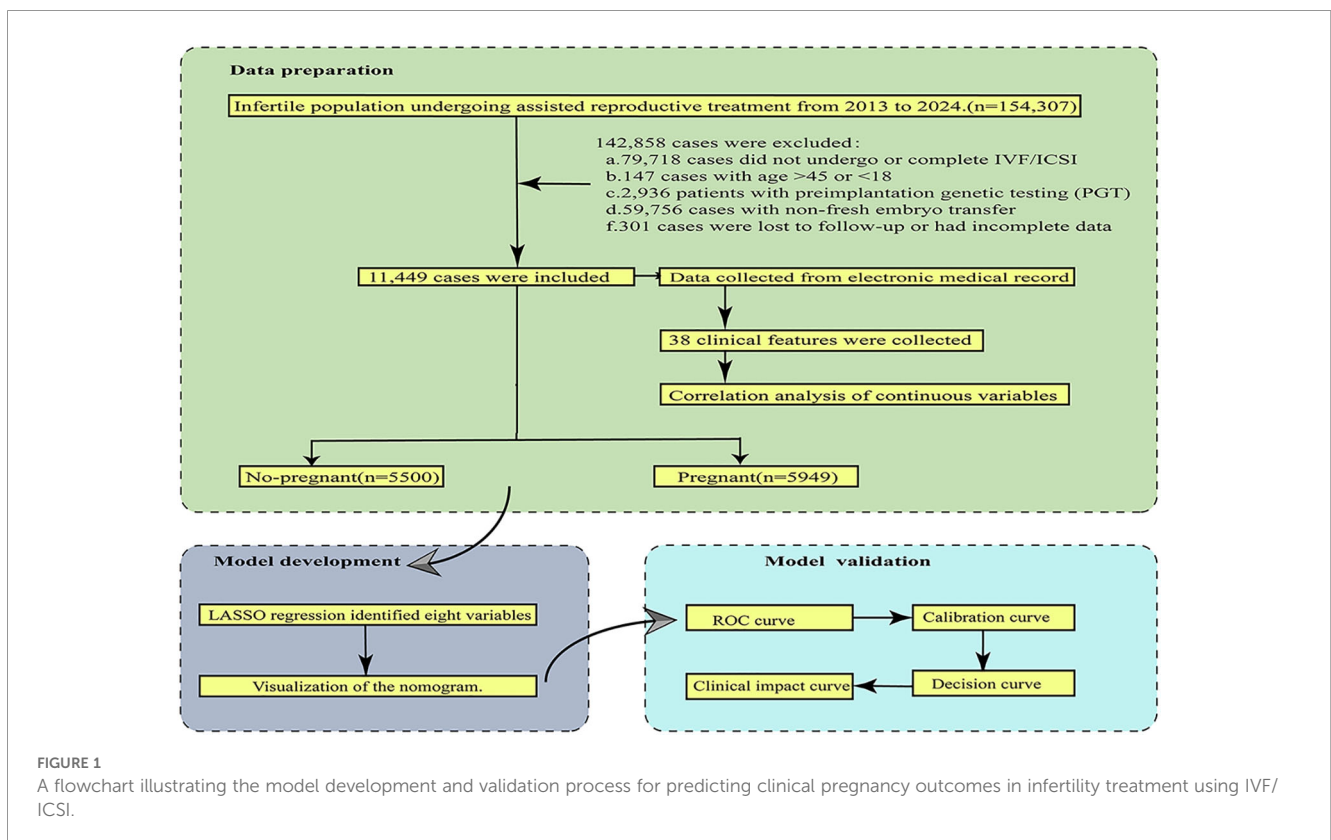 Data preparation
Infertile population undergoing assisted reproductive treatment from 2013 to 2024.(n=154,307)
142,858 cases were excluded:
a.79,718 cases did not undergo or complete IVF/ICSI
b.147 cases with age >45 or <18
c.2,936 patients with preimplantation genetic testing (PGT)
d.59,756 cases with non-fresh embryo transfer
f.301 cases were lost to follow-up or had incomplete data
11,449 cases were included
Data collected from electronic medical record
38 clinical features were collected
Correlation analysis of continuous variables
No-pregnant(n=5500)
Pregnant(n=5949)
Model development
LASSO regression identified eight variables
Visualization of the nomogram.
Model validation
ROC curve
Calibration curve
Clinical impact curve
Decision curve
FIGURE 1
A flowchart illustrating the model development and validation process for predicting clinical pregnancy outcomes in infertility treatment using IVF/
ICSI.